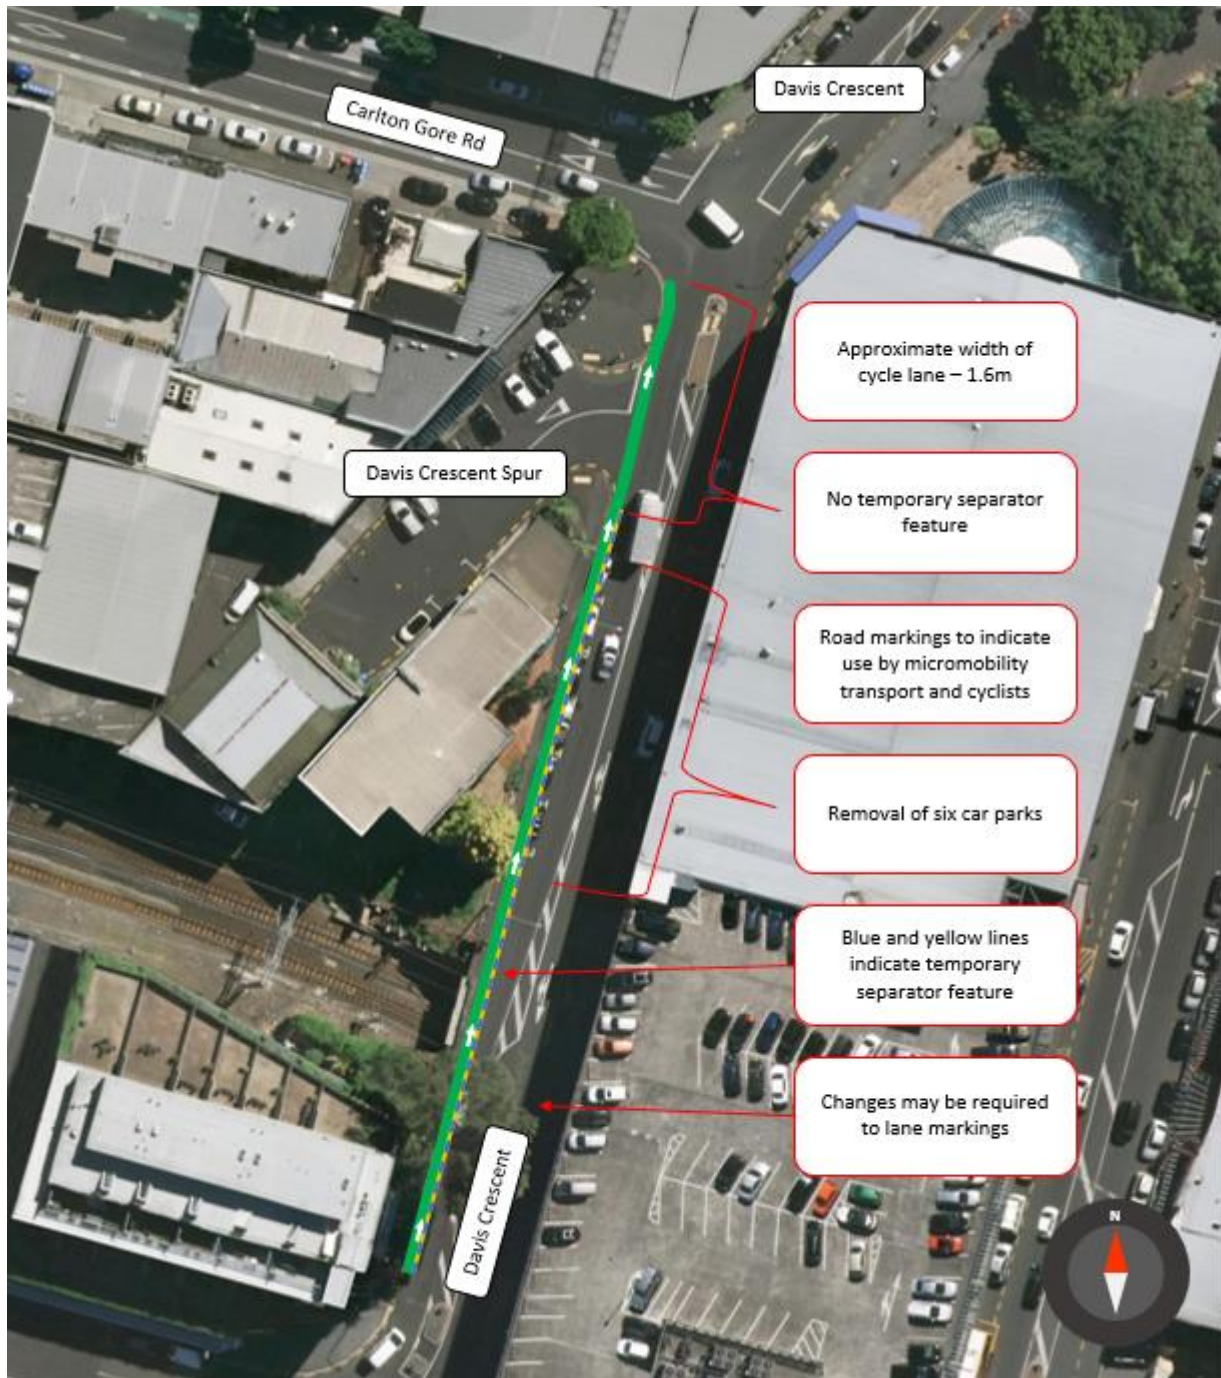 Davis Crescent
Carlton Gore Rd
Approximate width of
cycle lane – 1.6m
Davis Crescent Spur
No temporary separator
feature
Road markings to indicate
use by micromobility
transport and cyclists
Removal of six car parks
Blue and yellow lines
indicate temporary
separator feature
Changes may be required
to lane markings
Davis Crescent
N